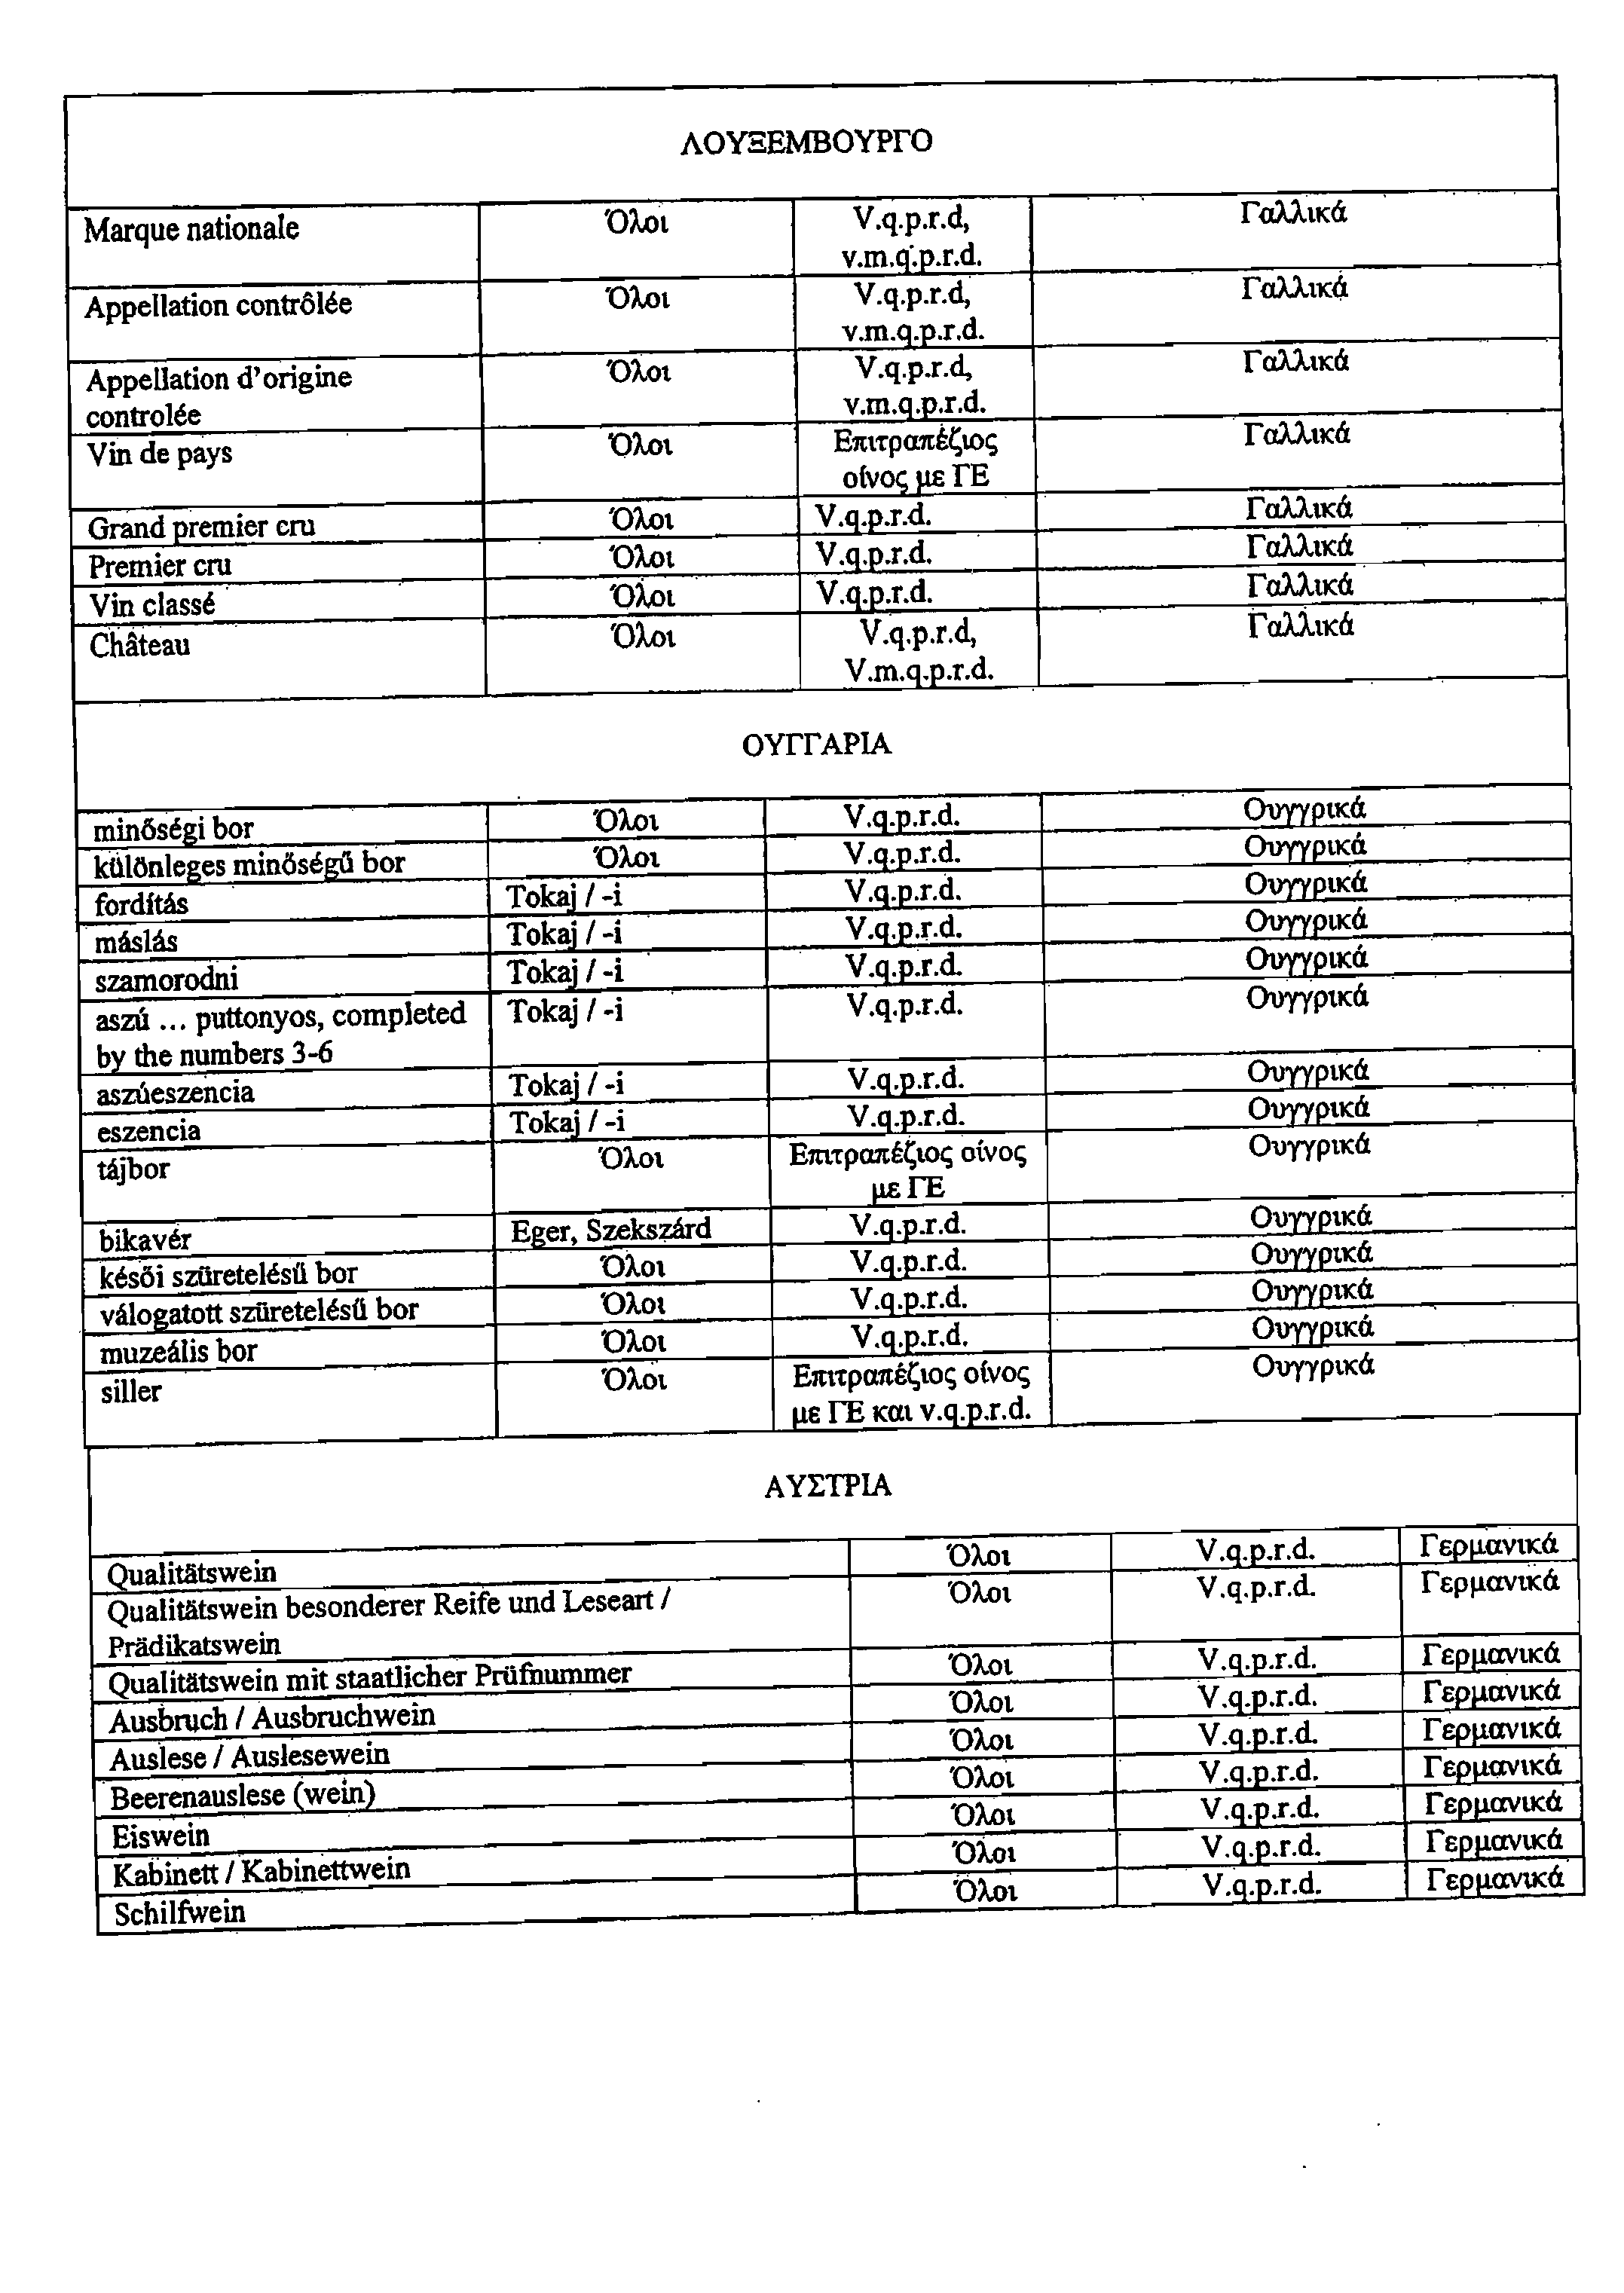 ΛΟΥΞΕΜΒΟΥΡΓΟ
Marque nationale Όλοι V.q.p.r.d, Γαλλικά
v.m.q.p.r.d.
Appellation contrôlée Όλοι V.q.p.r.d, Γαλλικά
v.m.q.p.r.d.
Appellation d'origine Όλοι V.q.p.r.d, Γαλλικά
controlée v.m.q.p.r.d.
Vin de pays Όλοι Επιτραπέζιος Γαλλικά
οίνος με ΓΕ
Grand premier cru Όλοι V.q.p.r.d. Γαλλικά
Premier cru Όλοι V.q.p.r.d. Γαλλικά
Vin classé Όλοι V.q.p.r.d. Γαλλικά
Château Όλοι V.q.p.r.d, Γαλλικά
V.m.q.p.r.d.
ΟΥΓΓΑΡΙΑ
minőségi bor Όλοι V.q.p.r.d. Ουγγρικά
különleges minőségű bor Όλοι V.q.p.r.d. Ουγγρικά
fordítás Tokaj / -i V.q.p.r.d. Ουγγρικά
máslás Tokaj / -i V.q.p.r.d. Ουγγρικά
szamorodni Tokaj / -i V.q.p.r.d. Ουγγρικά
aszú ... puttonyos, completed Tokaj / -i V.q.p.r.d. Ουγγρικά
by the numbers 3-6
aszúeszencia Tokaj / -i V.q.p.r.d. Ουγγρικά
eszencia Tokaj / -i V.q.p.r.d. Ουγγρικά
tájbor Όλοι Επιτραπέζιος οίνος Ουγγρικά
με ΓΕ
bikavér Eger, Szekszárd V.q.p.r.d. Ουγγρικά
késői szüretelésű bor Όλοι V.q.p.r.d. Ουγγρικά
válogatott szüretelésű bor Όλοι V.q.p.r.d. Ουγγρικά
muzeális bor Όλοι V.q.p.r.d. Ουγγρικά
siller Όλοι Επιτραπέζιος οίνος Ουγγρικά
με ΓΕ και v.q.p.r.d.
ΑΥΣΤΡΙΑ
Qualitätswein Όλοι V.q.p.r.d. Γερμανικά
Qualitätswein besonderer Reife und Leseart / Όλοι V.q.p.r.d. Γερμανικά
Prädikatswein
Qualitätswein mit staatlicher Prüfnummer Όλοι V.q.p.r.d. Γερμανικά
Ausbruch / Ausbruchwein Όλοι V.q.p.r.d. Γερμανικά
Auslese / Auslesewein Όλοι V.q.p.r.d. Γερμανικά
Beerenauslese (wein) Όλοι V.q.p.r.d. Γερμανικά
Eiswein Όλοι V.q.p.r.d. Γερμανικά
Kabinett / Kabinettwein Όλοι V.q.p.r.d. Γερμανικά
Schilfwein Όλοι V.q.p.r.d. Γερμανικά